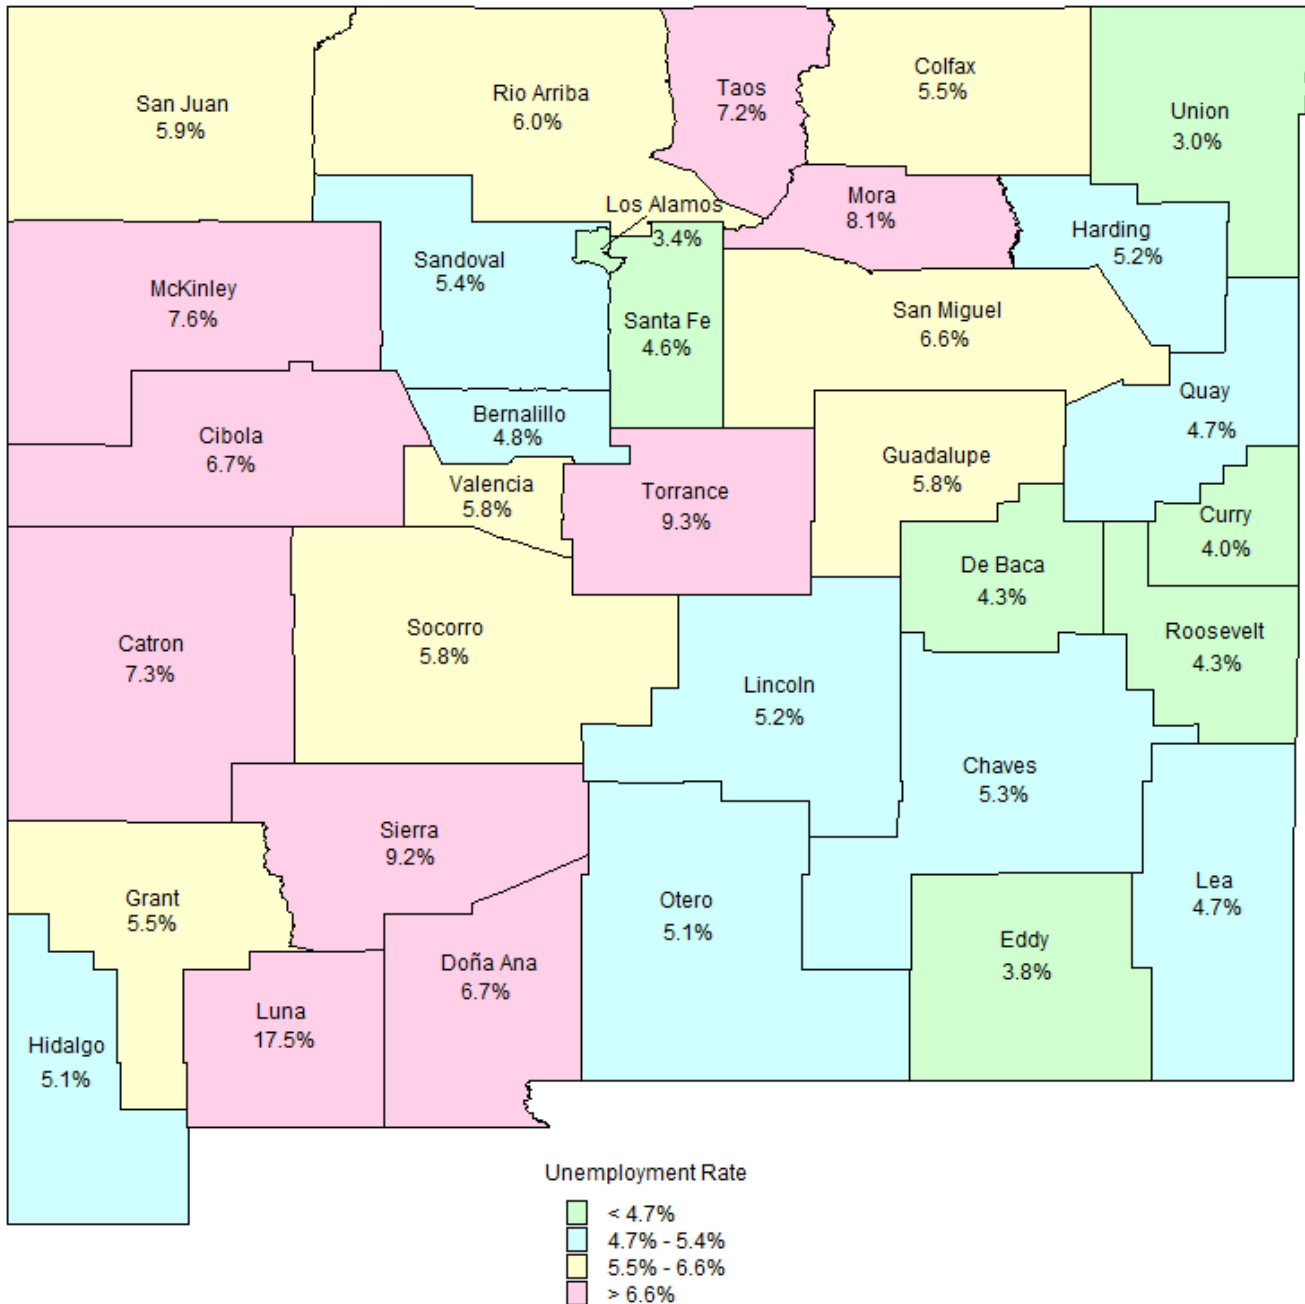 San Juan
5.9%
Rio Arriba
6.0%
Taos
7.2%
Colfax
5.5%
Union
3.0%
Los Alamos
3.4%
Mora
8.1%
Harding
5.2%
McKinley
7.6%
Sandoval
5.4%
Santa Fe
4.6%
San Miguel
6.6%
Quay
4.7%
Cibola
6.7%
Bernalillo
4.8%
Valencia
5.8%
Torrance
9.3%
Guadalupe
5.8%
Curry
4.0%
De Baca
4.3%
Roosevelt
4.3%
Catron
7.3%
Socorro
5.8%
Lincoln
5.2%
Chaves
5.3%
Sierra
9.2%
Grant
5.5%
Otero
5.1%
Lea
4.7%
Eddy
3.8%
Doña Ana
6.7%
Luna
17.5%
Hidalgo
5.1%
Unemployment Rate
< 4.7%
4.7% - 5.4%
5.5% - 6.6%
> 6.6%